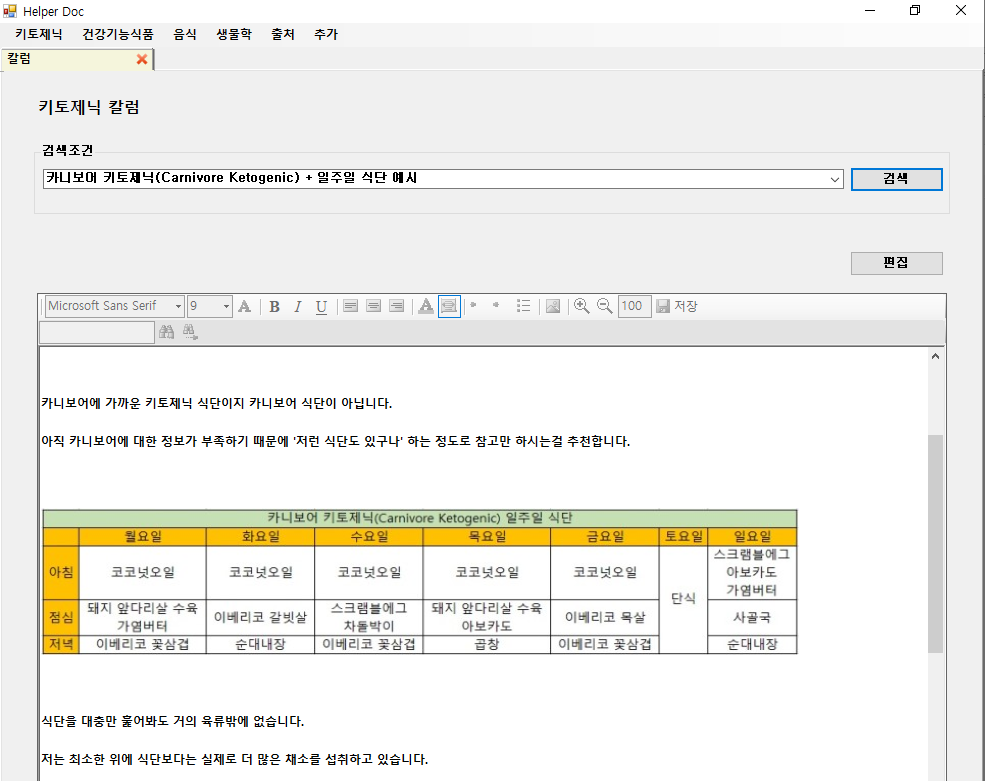 Helper Doc
키토제닉 건강기능식품 음식 생물학 출처 추가
칼럼
키토제닉 칼럼
검색조건
카니보어 키토제닉(Carnivore Ketogenic) + 일주일 식단 예시
검색
편집
Microsoft Sans Serif 9 A B I U A 100 저장
카니보어에 가까운 키토제닉 식단이지 카니보어 식단이 아닙니다.
아직 카니보어에 대한 정보가 부족하기 때문에 '저런 식단도 있구나' 하는 정도로 참고만 하시는걸 추천합니다.
카니보어 키토제닉(Carnivore Ketogenic) 일주일 식단
월요일 화요일 수요일 목요일 금요일 토요일 일요일
아침 코코넛오일 코코넛오일 코코넛오일 코코넛오일 코코넛오일 단식 스크램블에그
아보카도
가염버터
점심 돼지 앞다리살 수육 이베리코 갈빗살 스크램블에그 돼지 앞다리살 수육 이베리코 목살 사골국
가염버터 차돌박이 아보카도
저녁 이베리코 꽃삼겹 순대내장 이베리코 꽃삼겹 곱창 이베리코 꽃삼겹 순대내장
식단을 대충만 훑어봐도 거의 육류밖에 없습니다.
저는 최소한 위에 식단보다는 실제로 더 많은 채소를 섭취하고 있습니다.